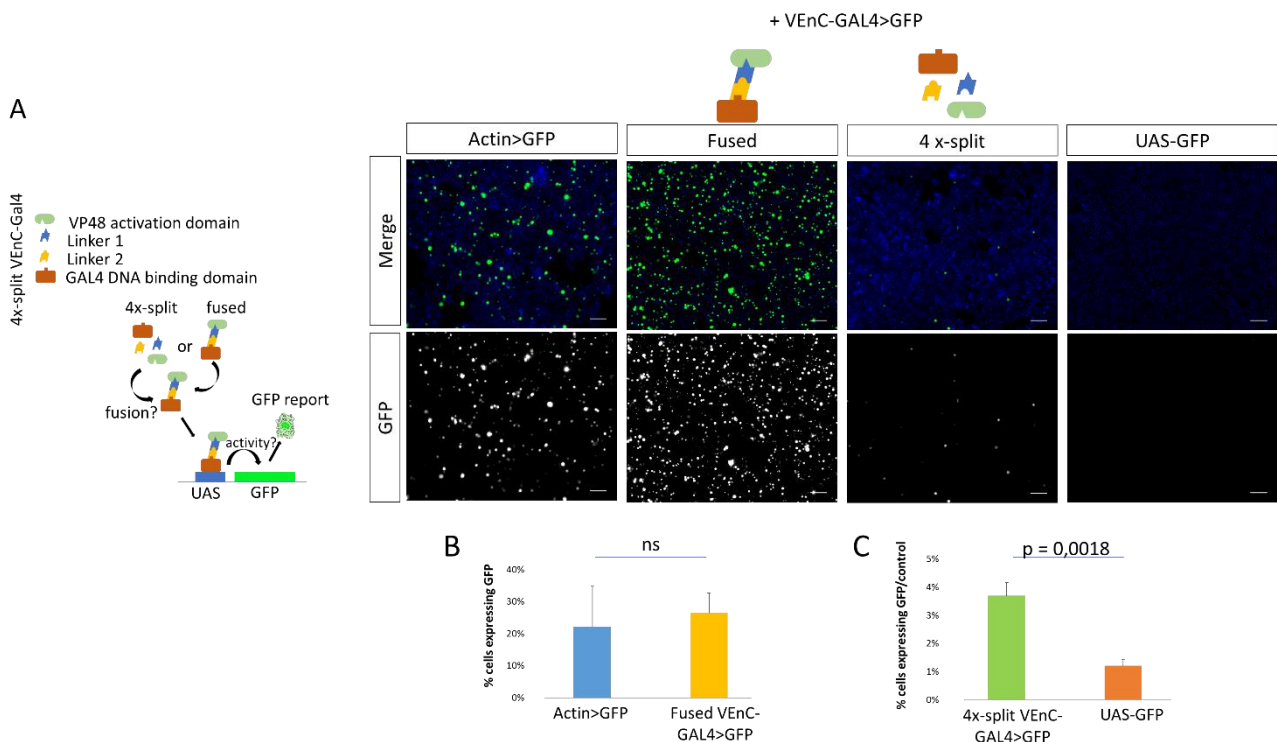 + VEnC-GAL4>GFP
A
4x-split VEnC-Gal4
VP48 activation domain
Linker 1
Linker 2
GAL4 DNA binding domain
4x-split
fused
or
fusion?
GFP report
activity?
UAS
GFP
Actin>GFP
Fused
4 x-split
UAS-GFP
Merge
GFP
B
ns
% cells expressing GFP
40%
30%
20%
10%
0%
Actin>GFP
Fused VEnC-
GAL4>GFP
C
p = 0,0018
% cells expressing GFP/control
5%
4%
3%
2%
1%
0%
4x-split VEnC-
GAL4>GFP
UAS-GFP